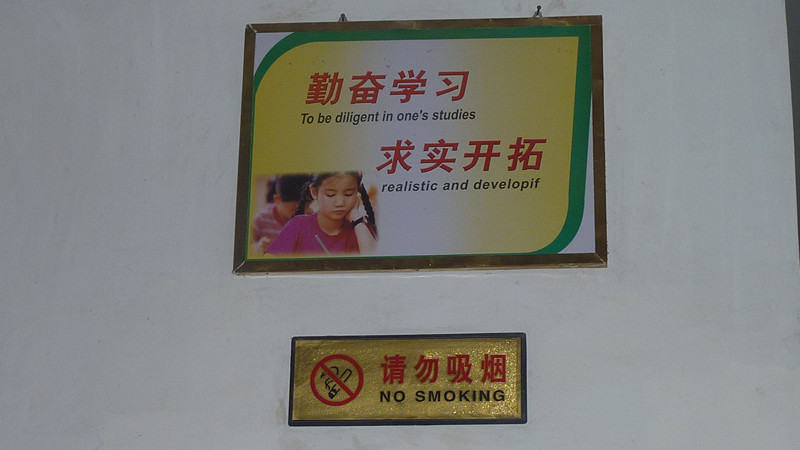 勤奋学习
To be diligent in one's studies
求实开拓
realistic and developif
请勿吸烟
NO SMOKING